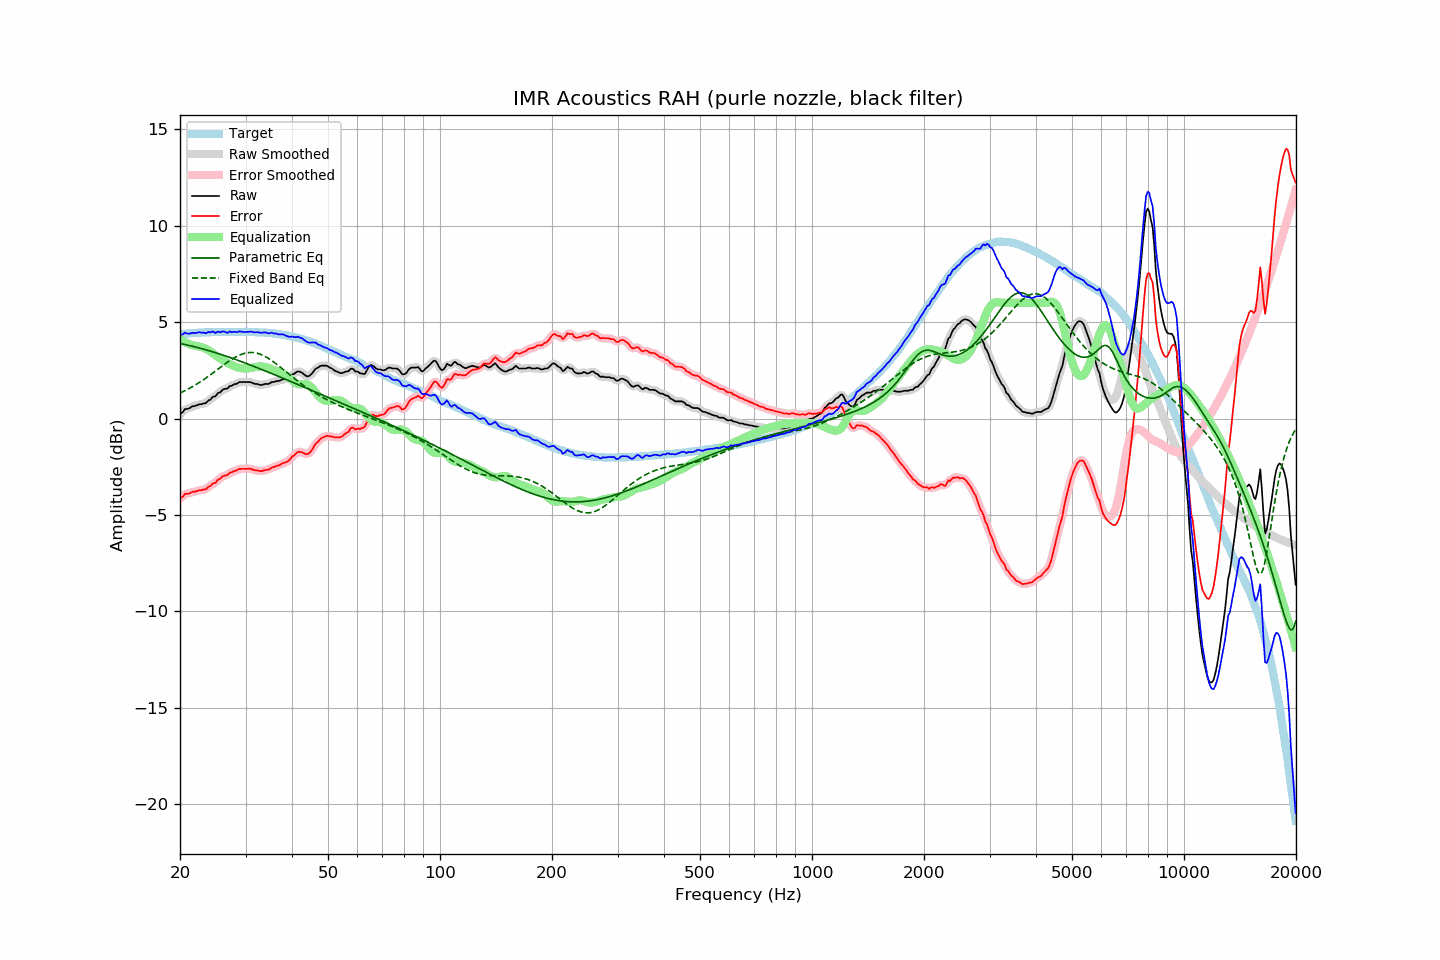 IMR Acoustics RAH (purle nozzle, black filter)
Target
Raw Smoothed
Error Smoothed
Raw
Error
Equalization
Parametric Eq
Fixed Band Eq
Equalized
15
10
5
0
−5
−10
−15
−20
Amplitude (dBr)
20 50 100 200 500 1000 2000 5000 10000 20000
Frequency (Hz)